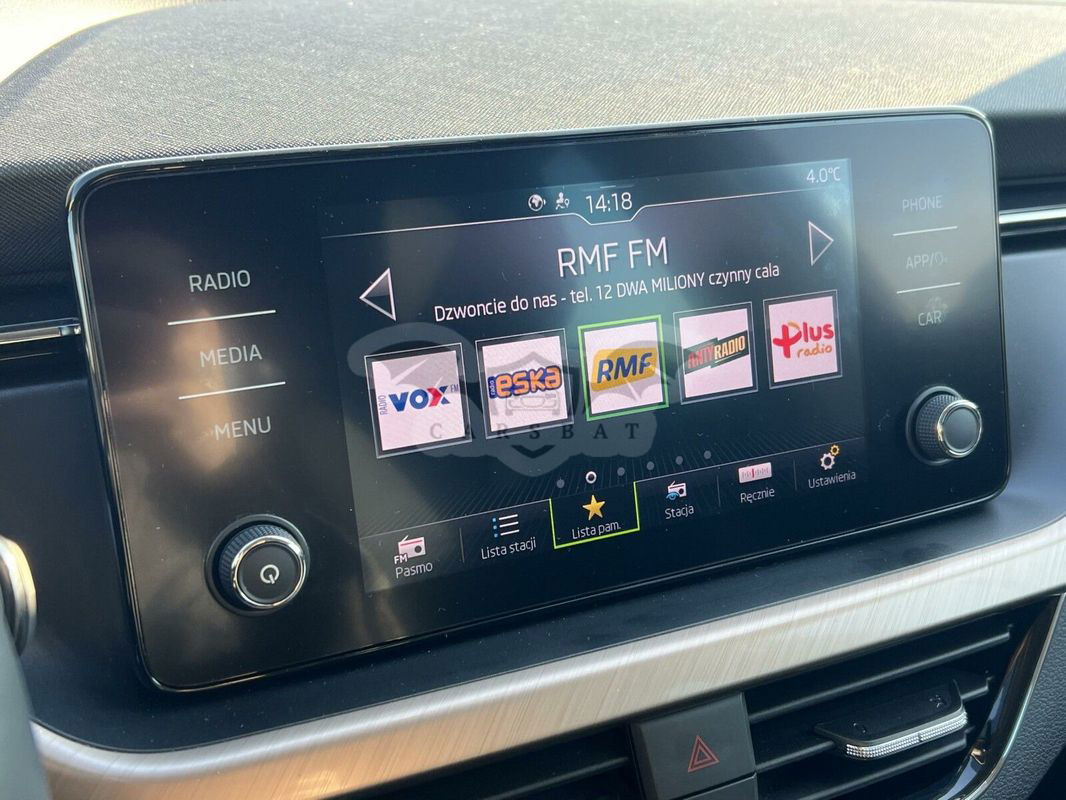 4.0°C
14:18
RMF FM
Dzwoncie do nas - tel. 12 DWA MILIONY czynny cala
RADIO
MEDIA
MENU
PHONE
APP/
CAR
RADIO VOX FM
RADIO eska
RMF
ANTYRADIO
Plus radio
CARSBAT
FM
Pasmo
Lista stacji
Lista pam.
Stacja
Ręcznie
Ustawienia